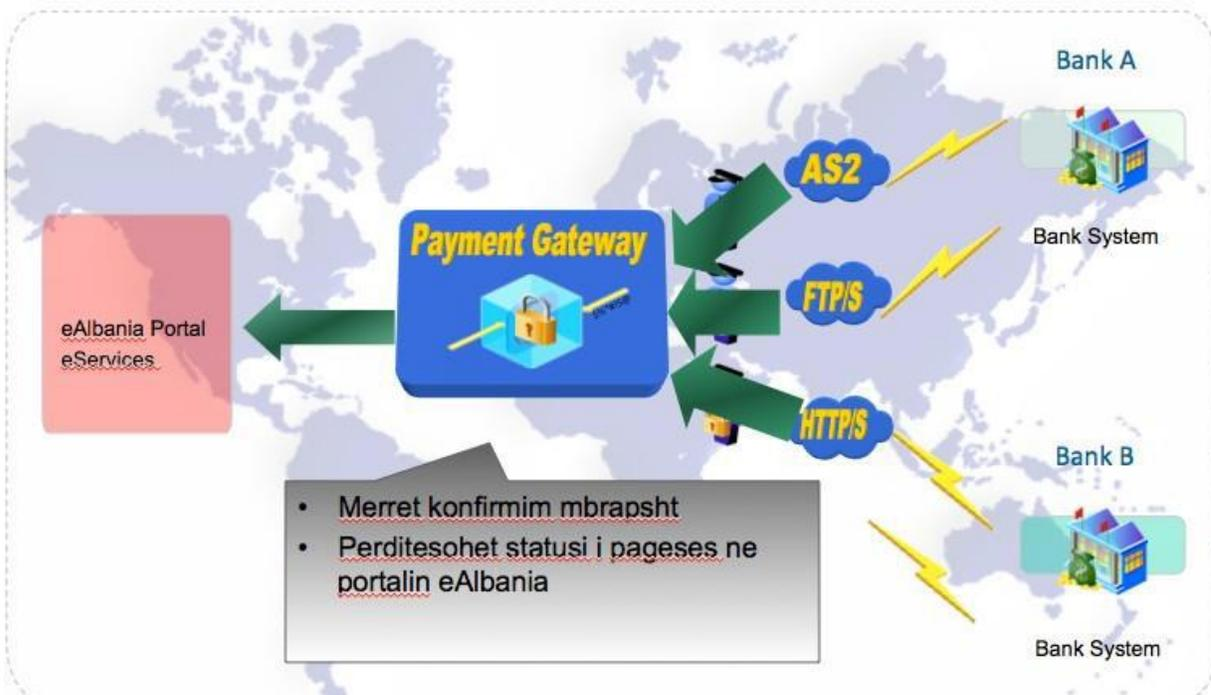 Bank A
Bank System
AS2
Payment Gateway
FTP/S
eAlbania Portal
eServices
HTTP/S
Bank B
• Merret konfirmim mbrapsht
• Perditesohet statusi i pageses ne
portalin eAlbania
Bank System